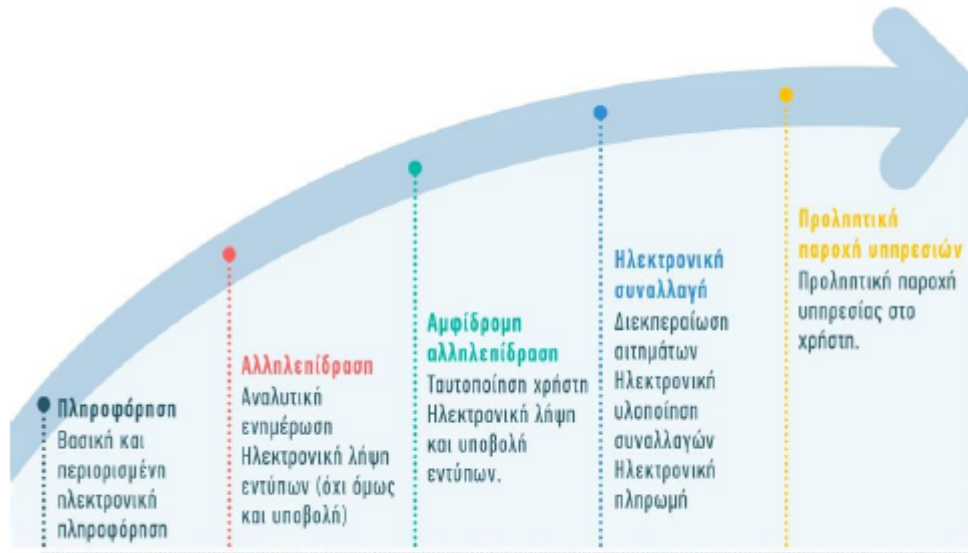 Πληροφόρηση
Βασική και
περιορισμένη
ηλεκτρονική
πληροφόρηση
Αλληλεπίδραση
Αναλυτική
ενημέρωση
Ηλεκτρονική λήψη
εντύπων (όχι όμως
και υποβολή)
Αμφίδρομη
αλληλεπίδραση
Ταυτοποίηση χρήστη
Ηλεκτρονική λήψη
και υποβολή
εντύπων.
Ηλεκτρονική
συναλλαγή
Διεκπεραίωση
αιτημάτων
Ηλεκτρονική
υλοποίηση
συναλλαγών
Ηλεκτρονική
πληρωμή
Προληπτική
παροχή υπηρεσιών
Προληπτική παροχή
υπηρεσίας στο
χρήστη.